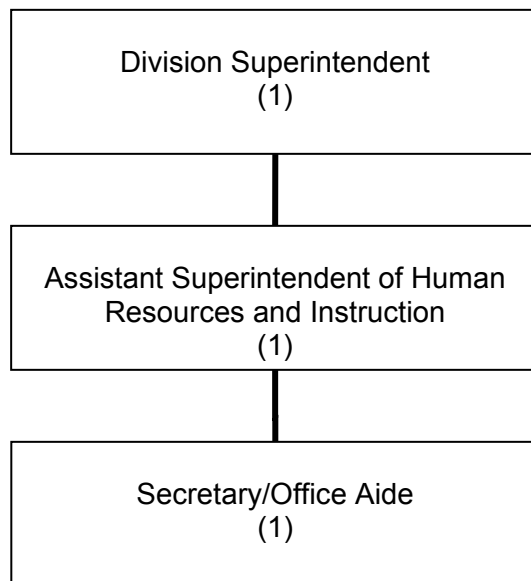 Division Superintendent
(1)
Assistant Superintendent of Human
Resources and Instruction
(1)
Secretary/Office Aide
(1)